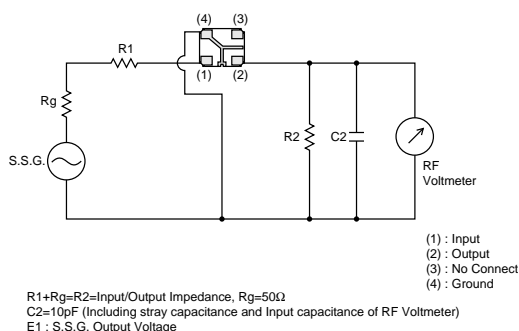 (4) (3)
R1
(1) (2)
Rg
S.S.G.
R2
C2
RF
Voltmeter
(1) : Input
(2) : Output
(3) : No Connect
(4) : Ground
R1+Rg=R2=Input/Output Impedance, Rg=50Ω
C2=10pF (Including stray capacitance and Input capacitance of RF Voltmeter)
E1 : S.S.G. Output Voltage